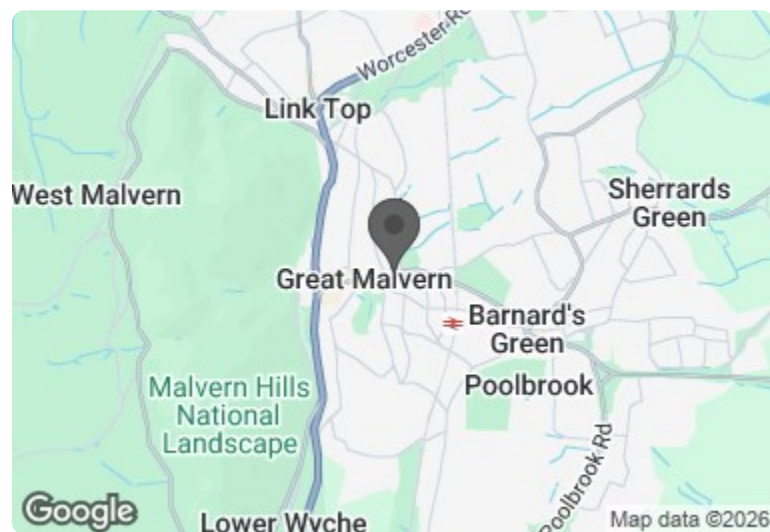 Worcester Ro
Link Top
West Malvern
Sherrards
Green
Great Malvern
Barnard's
Green
Poolbrook
Malvern Hills
National
Landscape
Poolbrook Rd
Lower Wyche
Google
Map data ©2026